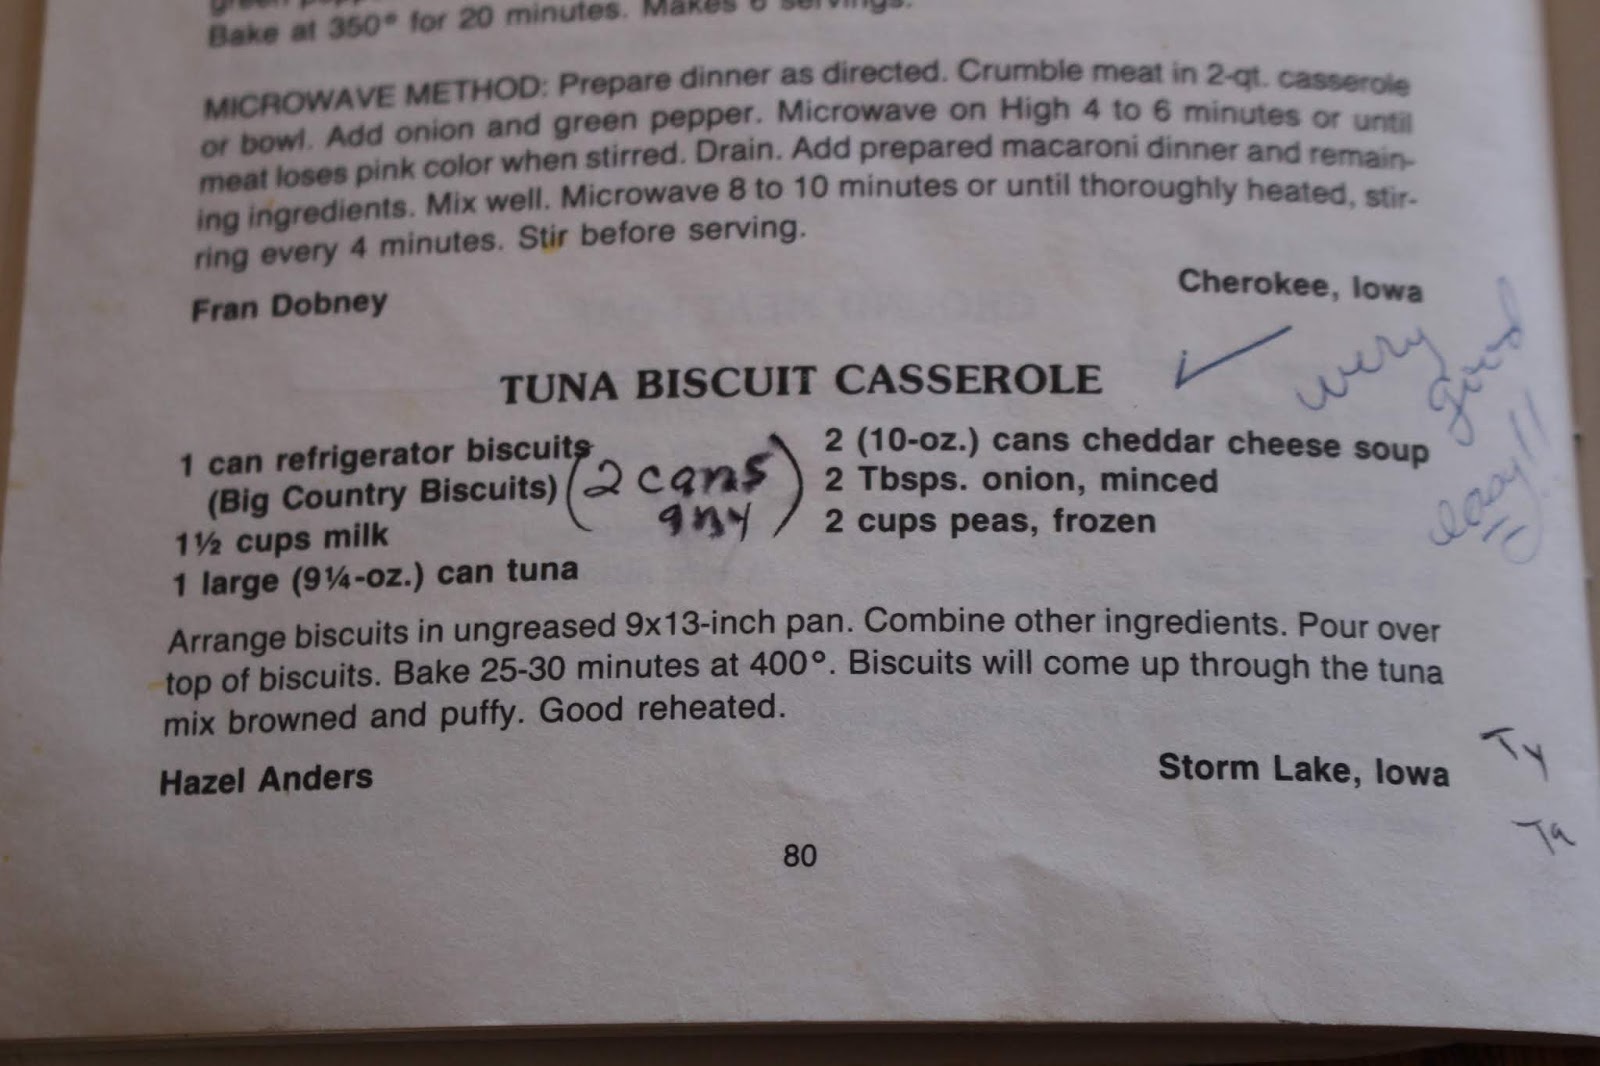 green
Bake at 350° for 20 minutes. Makes 6 servings.
MICROWAVE METHOD: Prepare dinner as directed. Crumble meat in 2-qt. casserole
or bowl. Add onion and green pepper. Microwave on High 4 to 6 minutes or until
meat loses pink color when stirred. Drain. Add prepared macaroni dinner and remain-
ing ingredients. Mix well. Microwave 8 to 10 minutes or until thoroughly heated, stir-
ring every 4 minutes. Stir before serving.
Fran Dobney
Cherokee, Iowa
TUNA BISCUIT CASSEROLE
very
good
easy!!
1 can refrigerator biscuits
(Big Country Biscuits)
(2 cans
any)
1½ cups milk
1 large (9¼-oz.) can tuna
2 (10-oz.) cans cheddar cheese soup
2 Tbsps. onion, minced
2 cups peas, frozen
Arrange biscuits in ungreased 9x13-inch pan. Combine other ingredients. Pour over
top of biscuits. Bake 25-30 minutes at 400°. Biscuits will come up through the tuna
mix browned and puffy. Good reheated.
Hazel Anders
Storm Lake, Iowa
Ty
Ta
80